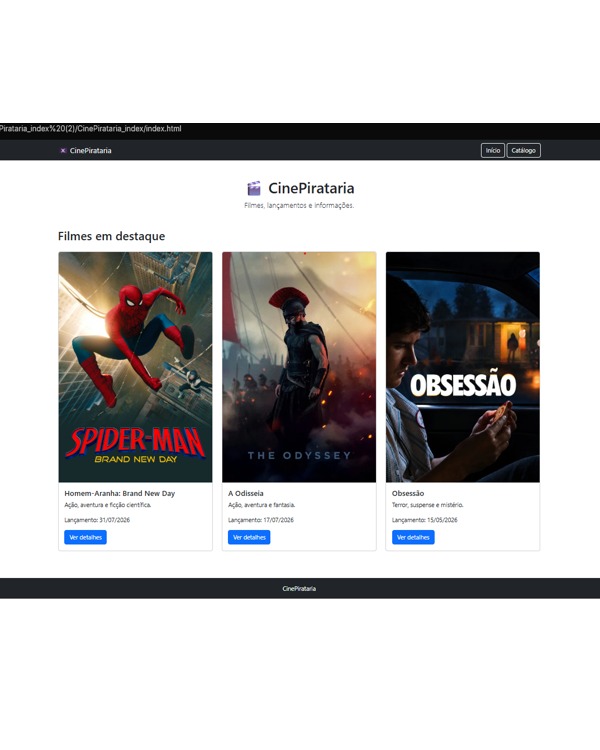 Pirataria_index%20(2)/CinePirataria_index/index.html
CinePirataria
Início
Catálogo
CinePirataria
Filmes, lançamentos e informações.
Filmes em destaque
SPIDER-MAN
BRAND NEW DAY
THE ODYSSEY
OBSESSÃO
Homem-Aranha: Brand New Day
Ação, aventura e ficção científica.
Lançamento: 31/07/2026
Ver detalhes
A Odisseia
Ação, aventura e fantasia.
Lançamento: 17/07/2026
Ver detalhes
Obsessão
Terror, suspense e mistério.
Lançamento: 15/05/2026
Ver detalhes
CinePirataria